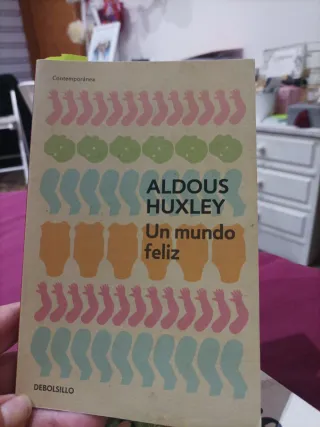 Contemporánea
ALDOUS
HUXLEY
Un mundo
feliz
DEBOLSILLO